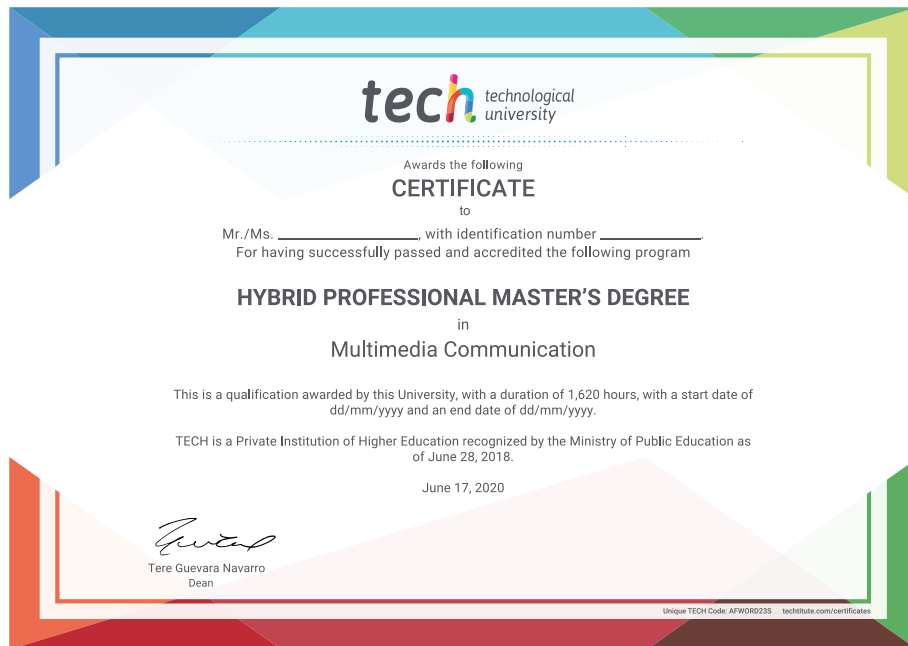 tech technological
university
Awards the following
CERTIFICATE
to
Mr./Ms. ____________________, with identification number ______________.
For having successfully passed and accredited the following program
HYBRID PROFESSIONAL MASTER'S DEGREE
in
Multimedia Communication
This is a qualification awarded by this University, with a duration of 1,620 hours, with a start date of
dd/mm/yyyy and an end date of dd/mm/yyyy.
TECH is a Private Institution of Higher Education recognized by the Ministry of Public Education as
of June 28, 2018.
June 17, 2020
Tere Guevara Navarro
Dean
Unique TECH Code: AFWORD23S techtitute.com/certificates